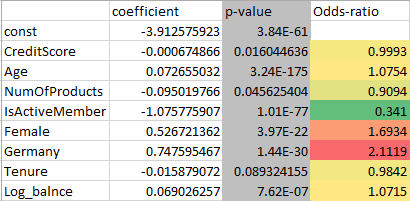 coefficient p-value Odds-ratio
const -3.912575923 3.84E-61
CreditScore -0.000674866 0.016044636 0.9993
Age 0.072655032 3.24E-175 1.0754
NumOfProducts -0.095019766 0.045625404 0.9094
IsActiveMember -1.075775907 1.01E-77 0.341
Female 0.526721362 3.97E-22 1.6934
Germany 0.747595467 1.44E-30 2.1119
Tenure -0.015879072 0.089324155 0.9842
Log_balnce 0.069026257 7.62E-07 1.0715